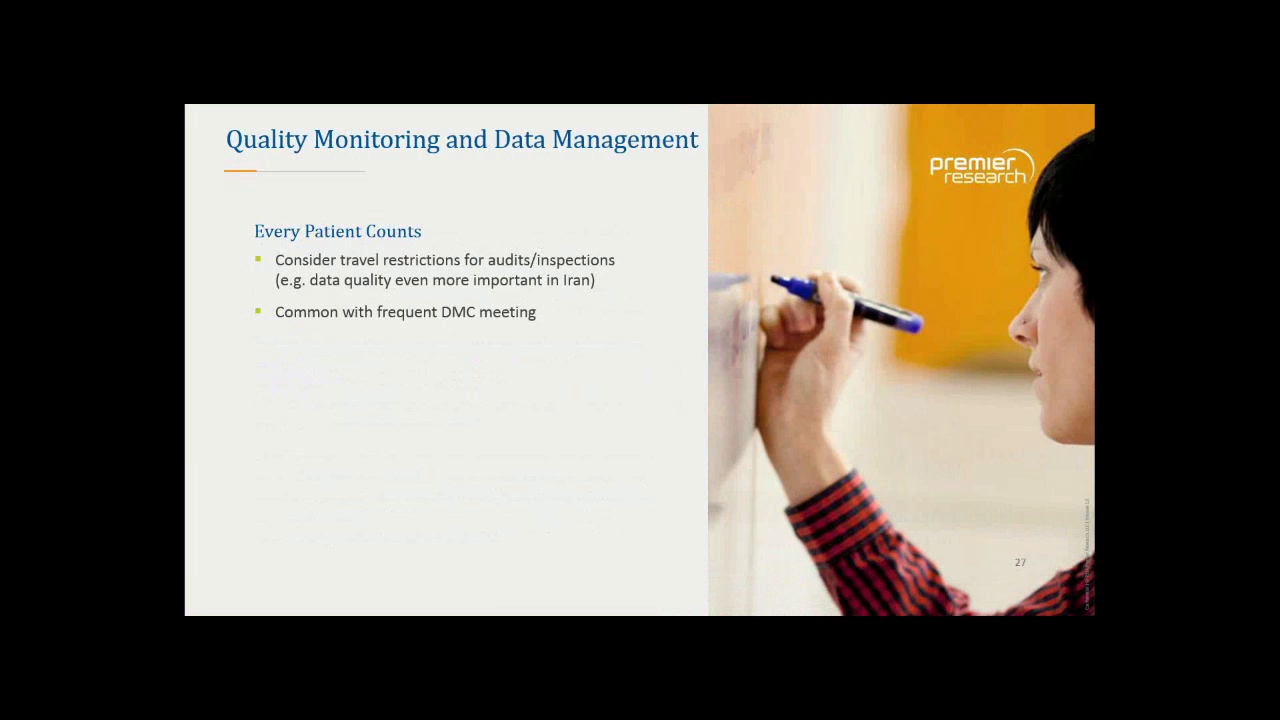 Quality Monitoring and Data Management
premier
research
Every Patient Counts
Consider travel restrictions for audits/inspections
(e.g. data quality even more important in Iran)
Common with frequent DMC meeting
27